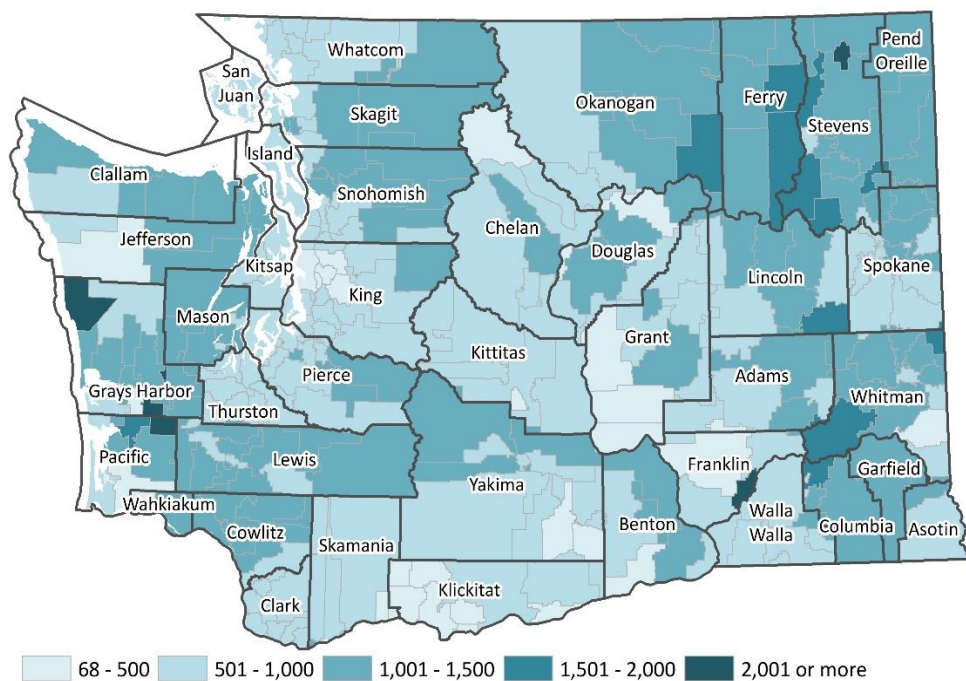 Whatcom
San
Juan
Skagit
Island
Snohomish
Clallam
Jefferson
Kitsap
King
Mason
Grays Harbor
Thurston
Pierce
Pacific
Lewis
Wahkiakum
Cowlitz
Clark
Skamania
Okanogan
Ferry
Stevens
Pend
Oreille
Chelan
Douglas
Lincoln
Spokane
Kittitas
Grant
Adams
Whitman
Yakima
Franklin
Benton
Walla
Walla
Columbia
Garfield
Asotin
Klickitat
68 - 500
501 - 1,000
1,001 - 1,500
1,501 - 2,000
2,001 or more